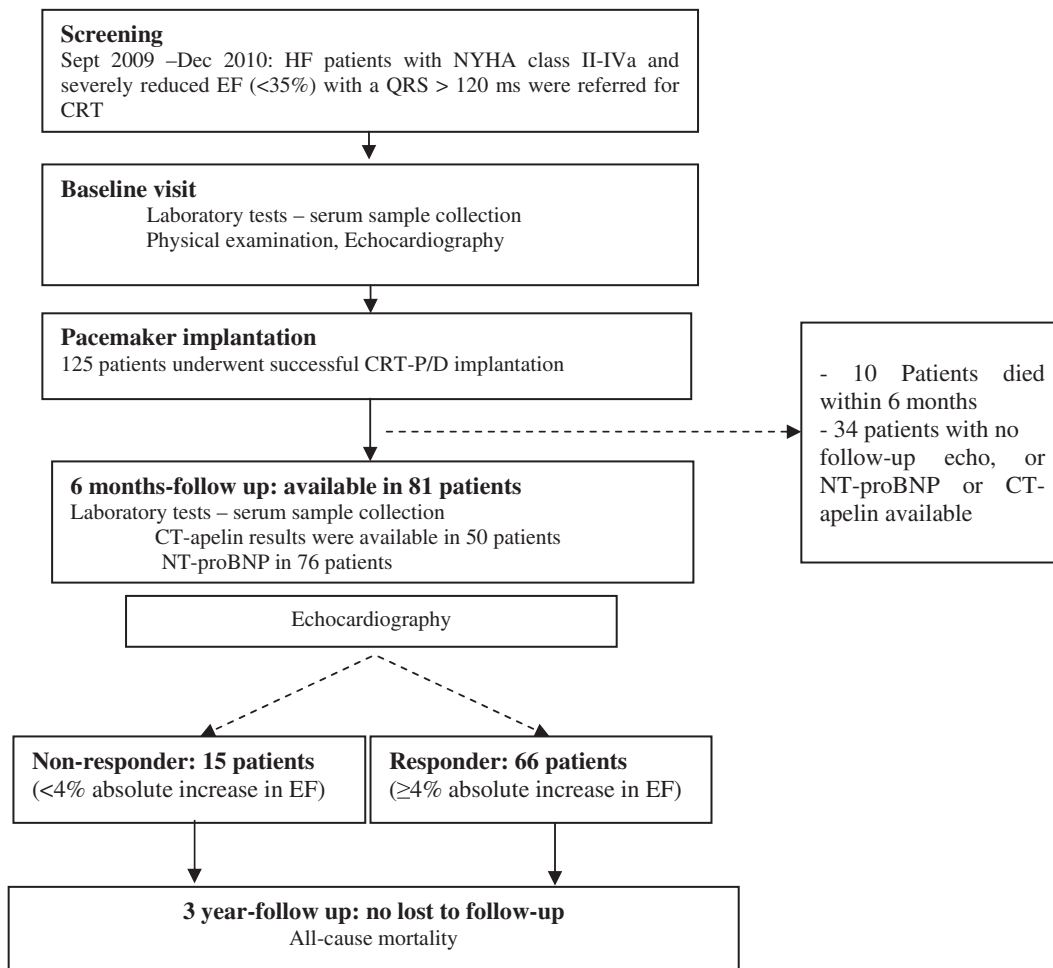 Screening
Sept 2009 –Dec 2010: HF patients with NYHA class II-IVa and
severely reduced EF (<35%) with a QRS > 120 ms were referred for
CRT
Baseline visit
Laboratory tests – serum sample collection
Physical examination, Echocardiography
Pacemaker implantation
125 patients underwent successful CRT-P/D implantation
- 10 Patients died
within 6 months
- 34 patients with no
follow-up echo, or
NT-proBNP or CT-
apelin available
6 months-follow up: available in 81 patients
Laboratory tests – serum sample collection
CT-apelin results were available in 50 patients
NT-proBNP in 76 patients
Echocardiography
Non-responder: 15 patients
(<4% absolute increase in EF)
Responder: 66 patients
(≥4% absolute increase in EF)
3 year-follow up: no lost to follow-up
All-cause mortality